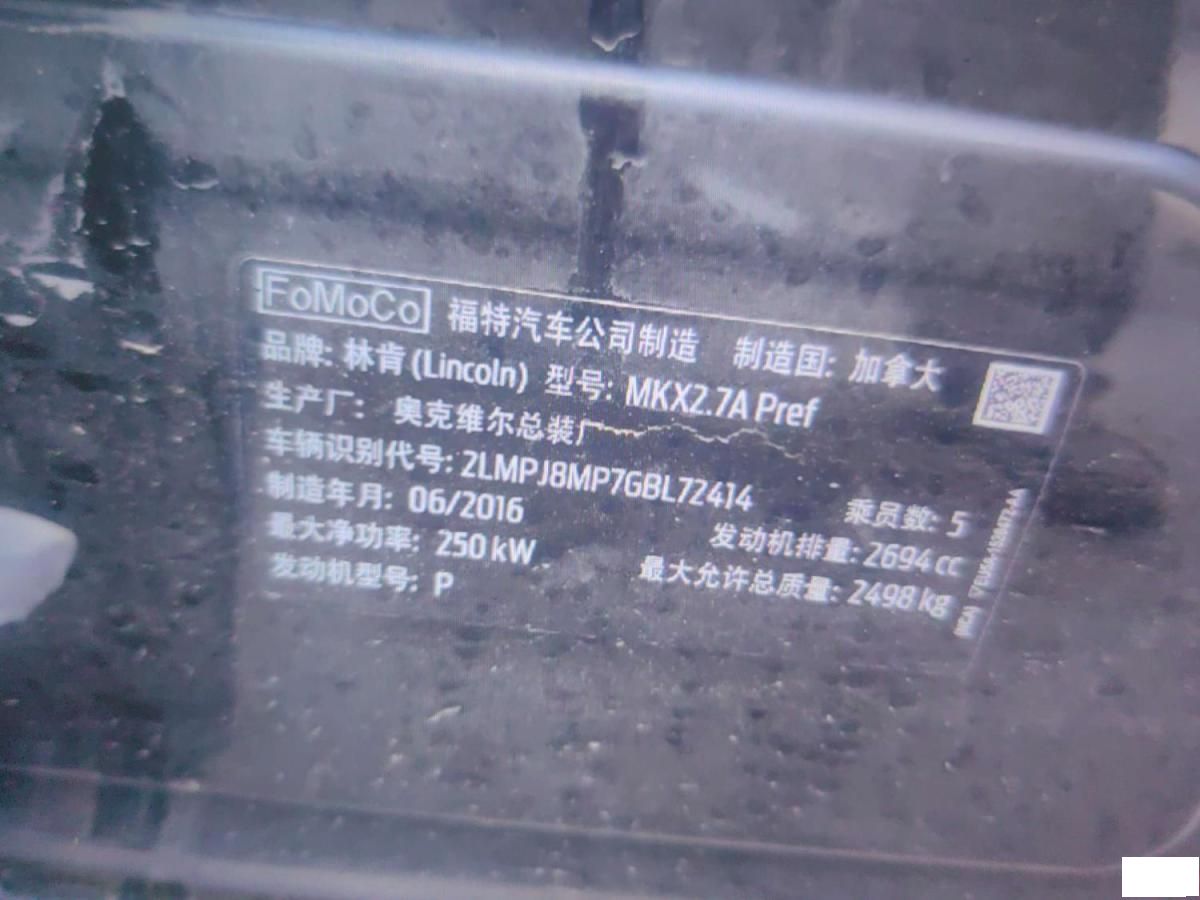 FoMoCo 福特汽车公司制造 制造国: 加拿大
品牌: 林肯 (Lincoln) 型号: MKX2.7A Pref
生产厂: 奥克维尔总装厂
车辆识别代号: 2LMPJ8MP7GBL72414
制造年月: 06/2016 乘员数: 5
最大净功率: 250 kW 发动机排量: 2694 cc
发动机型号: P 最大允许总质量: 2498 kg